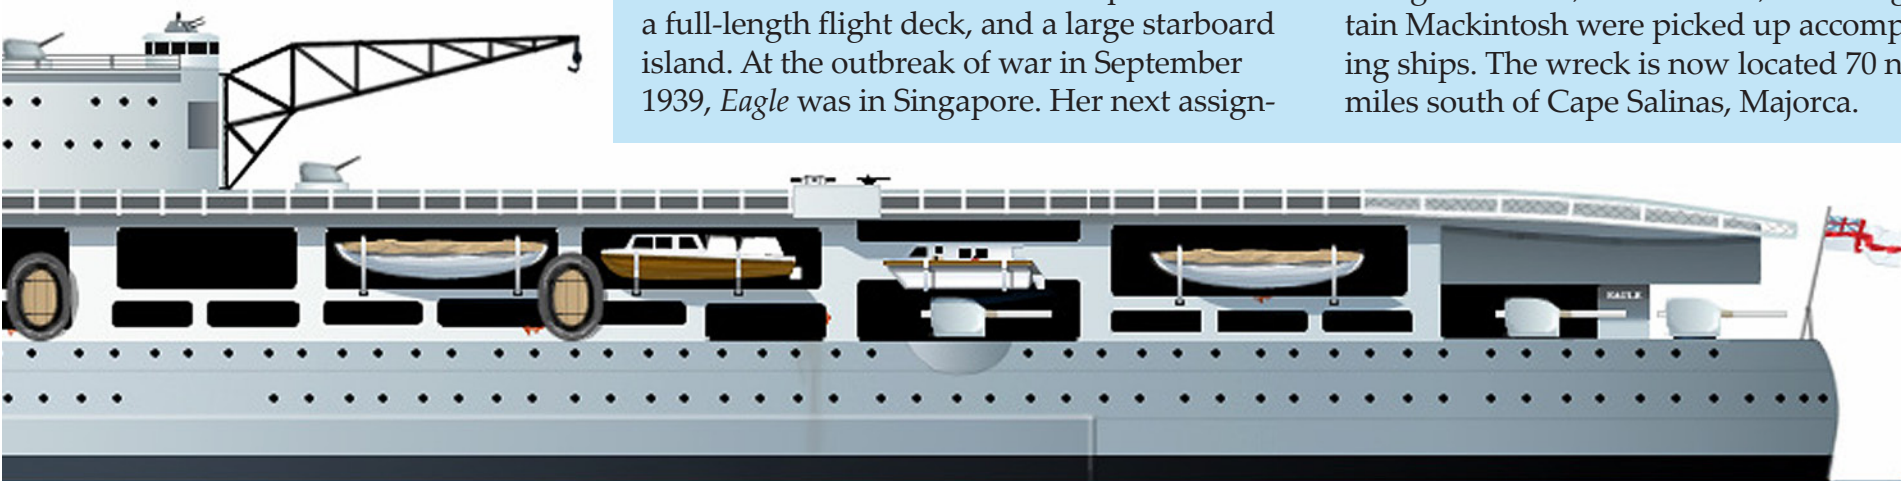 a full-length flight deck, and a large starboard
island. At the outbreak of war in September
1939, Eagle was in Singapore. Her next assign-
tain Mackintosh were picked up accomp
ing ships. The wreck is now located 70 n
miles south of Cape Salinas, Majorca.
EAGLE